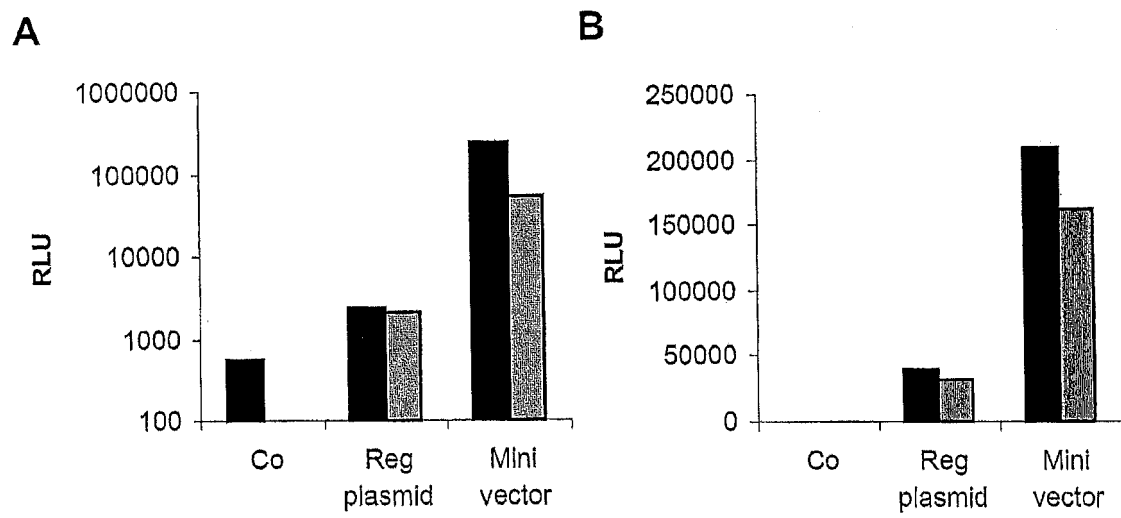 A
1000000
100000
10000
1000
100
RLU
Co
Reg plasmid
Mini vector
B
250000
200000
150000
100000
50000
0
RLU
Co
Reg plasmid
Mini vector